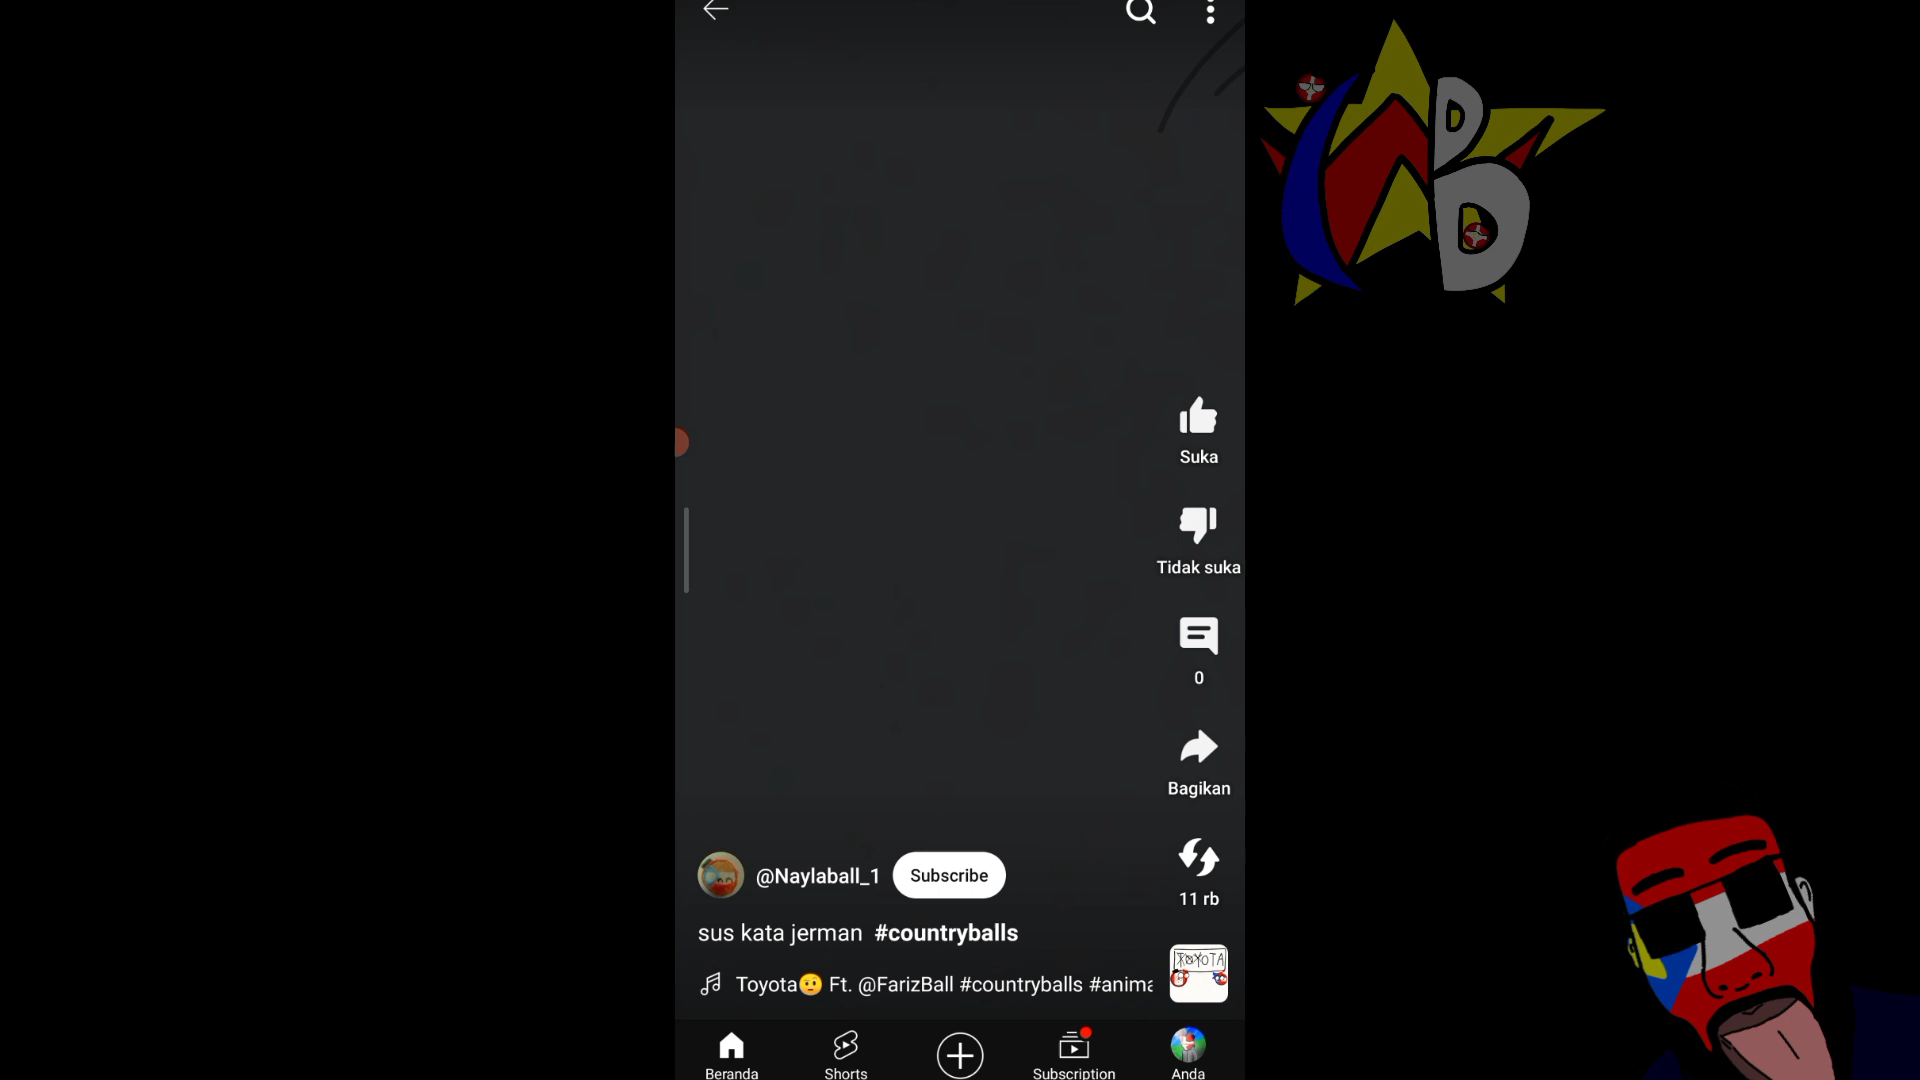 Suka
Tidak suka
0
Bagikan
@Naylaball_1 Subscribe
11 rb
sus kata jerman #countryballs
TOYOTA
Toyota🤨 Ft. @FarizBall #countryballs #anima
Beranda
Shorts
Subscription
Anda